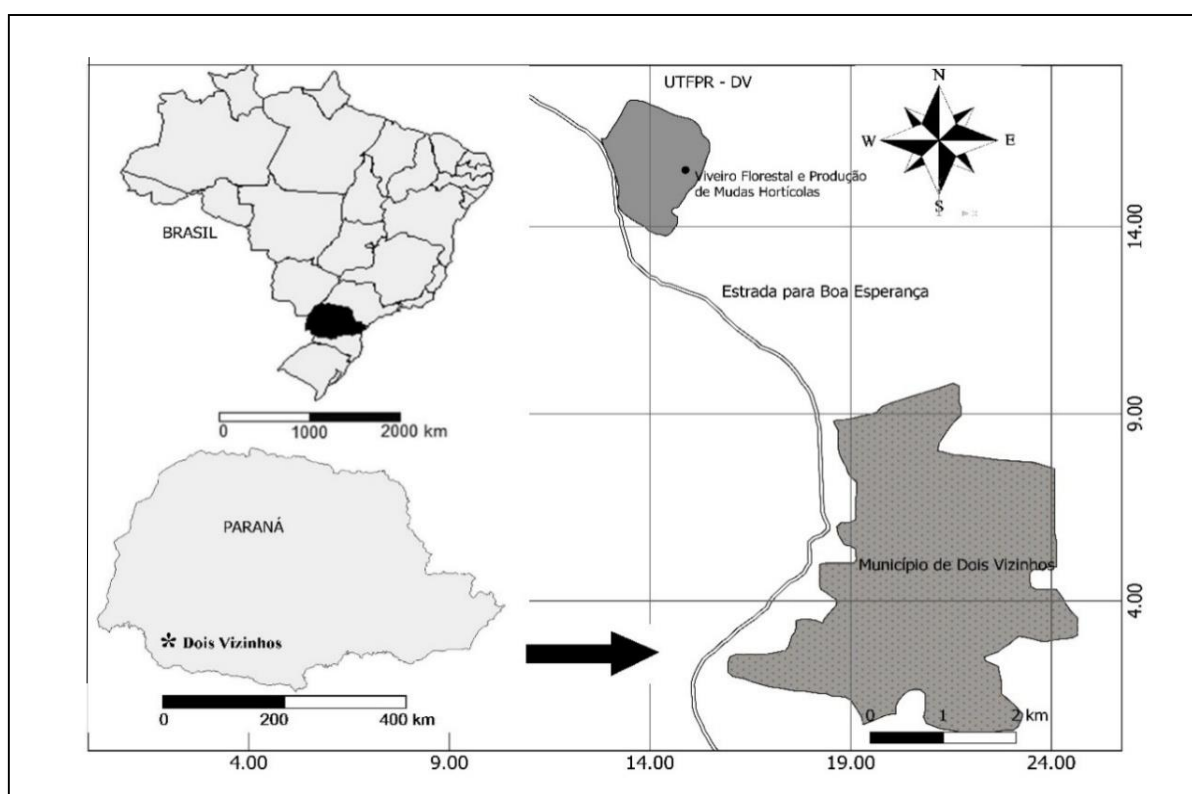 UTFPR - DV
N
W
E
S
Viveiro Florestal e Produção
de Mudas Hortícolas
BRASIL
14.00
Estrada para Boa Esperança
0
1000
2000 km
9.00
PARANÁ
Município de Dois Vizinhos
4.00
* Dois Vizinhos
0
200
400 km
0
1
2 km
4.00
9.00
14.00
19.00
24.00